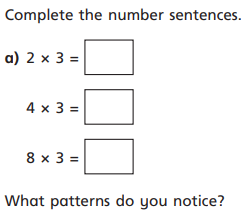 Complete the number sentences.
a) 2 × 3 =
4 × 3 =
8 × 3 =
What patterns do you notice?